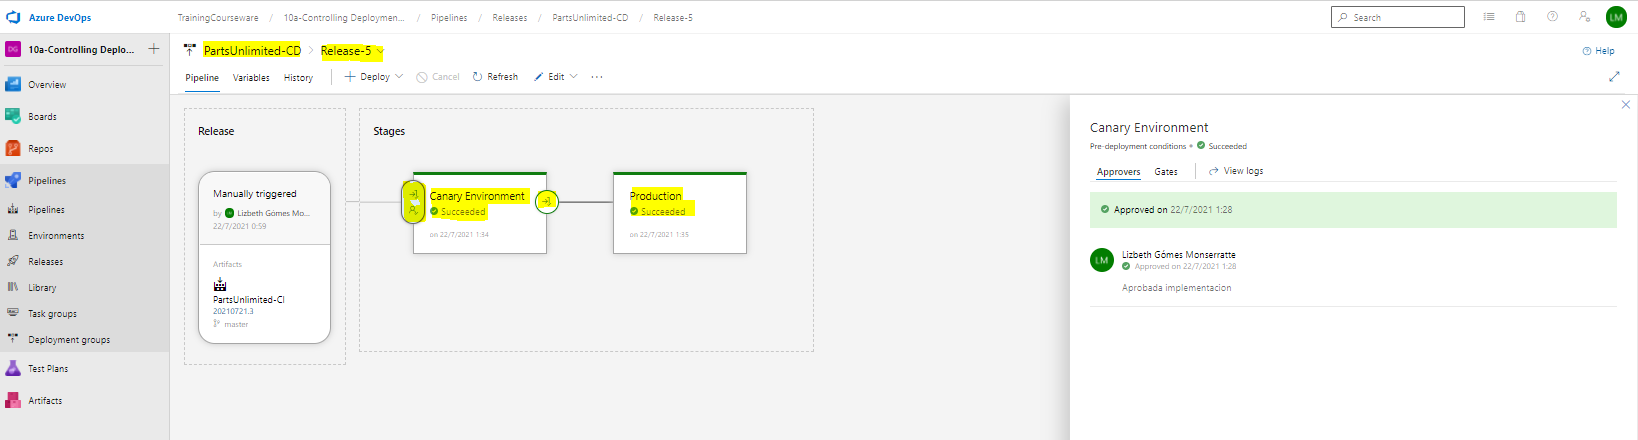 Azure DevOps
TrainingCourseware / 10a-Controlling Deploymen... / Pipelines / Releases / PartsUnlimited-CD / Release-5
Search
LM
DG 10a-Controlling Deplo...
PartsUnlimited-CD > Release-5
Help
Pipeline Variables History Deploy Cancel Refresh Edit ...
Overview
Boards
Repos
Pipelines
Pipelines
Environments
Releases
Library
Task groups
Deployment groups
Test Plans
Artifacts
Release
Manually triggered
by Lizbeth Gómes Mo...
22/7/2021 0:59
Artifacts
PartsUnlimited-CI
20210721.3
master
Stages
Canary Environment
Succeeded
on 22/7/2021 1:34
Production
Succeeded
on 22/7/2021 1:35
Canary Environment
Pre-deployment conditions • Succeeded
Approvers Gates View logs
Approved on 22/7/2021 1:28
LM
Lizbeth Gómes Monserratte
Approved on 22/7/2021 1:28
Aprobada implementacion